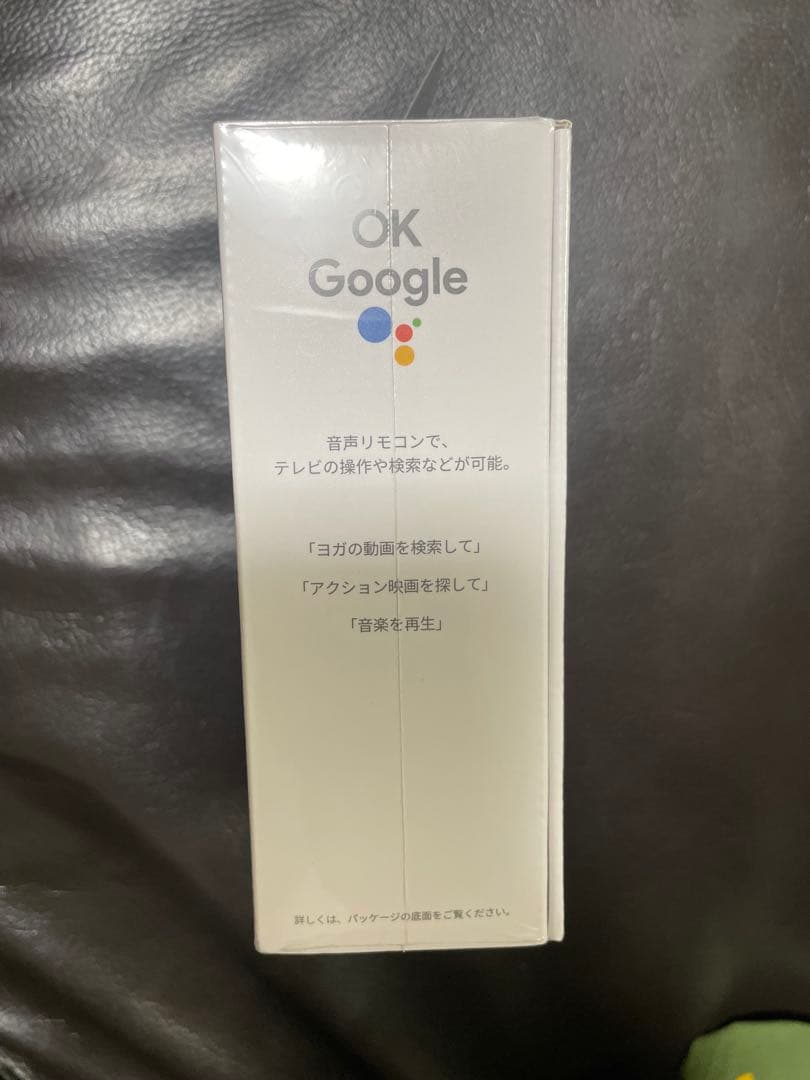 OK
Google
音声リモコンで、
テレビの操作や検索などが可能。
「ヨガの動画を検索して」
「アクション映画を探して」
「音楽を再生」
詳しくは、パッケージの底面をご覧ください。